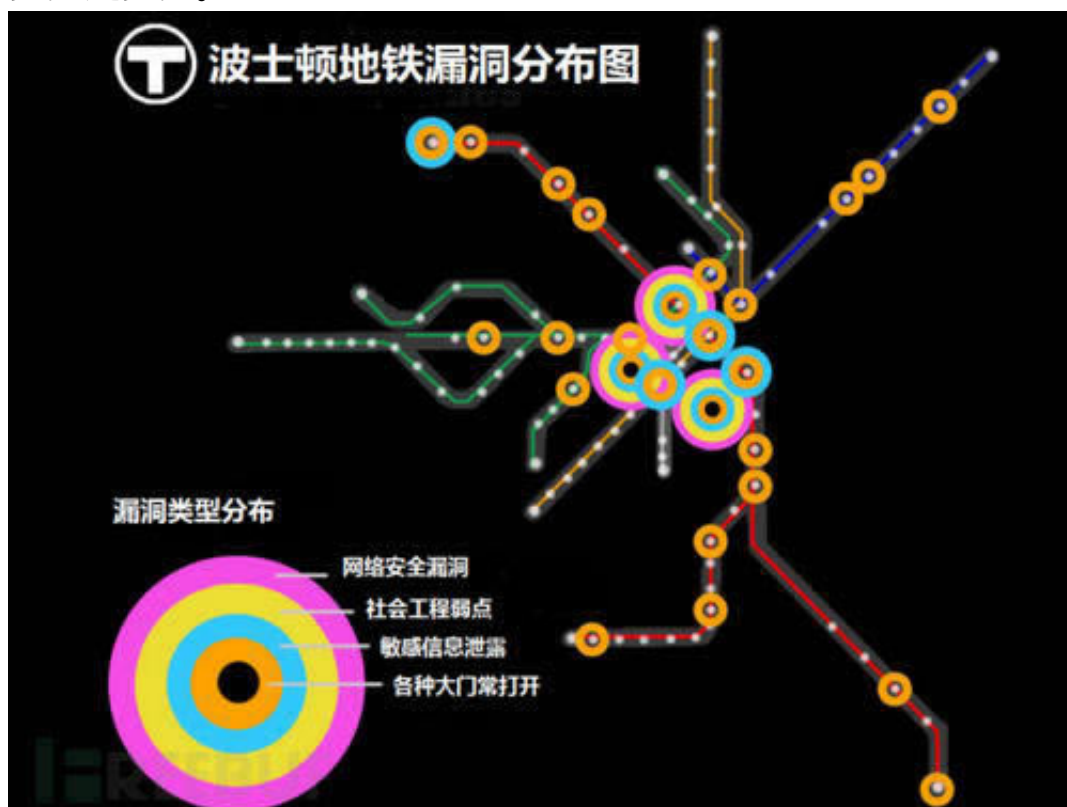 T 波士顿地铁漏洞分布图
漏洞类型分布
网络安全漏洞
社会工程弱点
敏感信息泄露
各种大门常打开